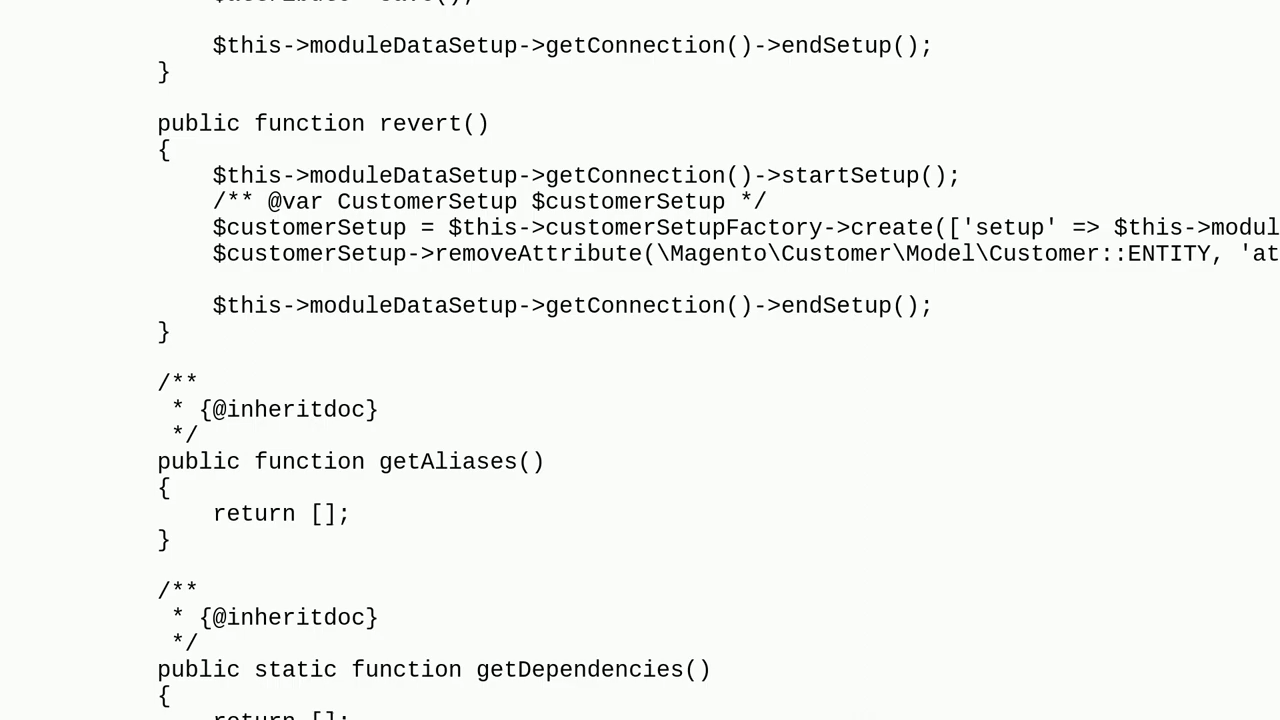 $this->moduleDataSetup->getConnection()->endSetup();
}
public function revert()
{
$this->moduleDataSetup->getConnection()->startSetup();
/** @var CustomerSetup $customerSetup */
$customerSetup = $this->customerSetupFactory->create(['setup' => $this->modul
$customerSetup->removeAttribute(\Magento\Customer\Model\Customer::ENTITY, 'at
$this->moduleDataSetup->getConnection()->endSetup();
}
/**
* {@inheritdoc}
*/
public function getAliases()
{
return [];
}
/**
* {@inheritdoc}
*/
public static function getDependencies()
{
return [];